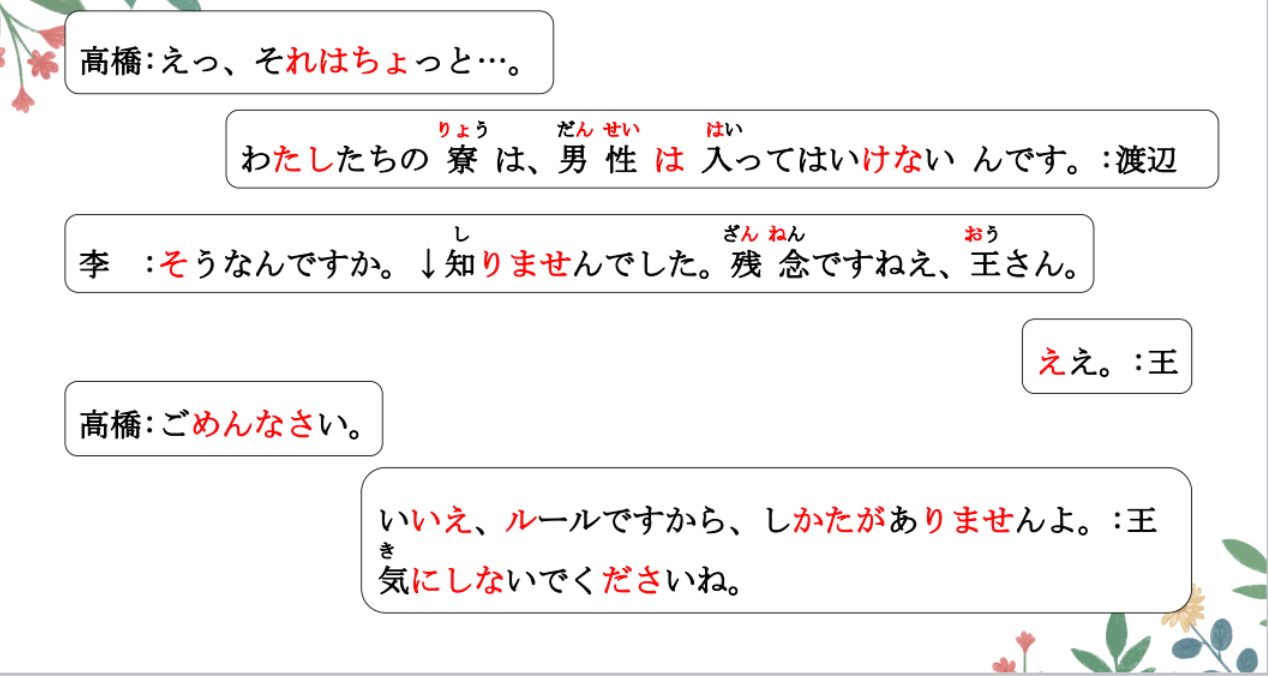 高橋：えっ、それはちょっと…。
りょう だんせい はい
わたしたちの 寮 は、男 性 は 入ってはいけない んです。：渡辺
し ざんねん おう
李　：そうなんですか。↓知りませんでした。残 念ですねえ、王さん。
ええ。：王
高橋：ごめんなさい。
いいえ、ルールですから、しかたがありませんよ。：王
き
気にしないでくださいね。